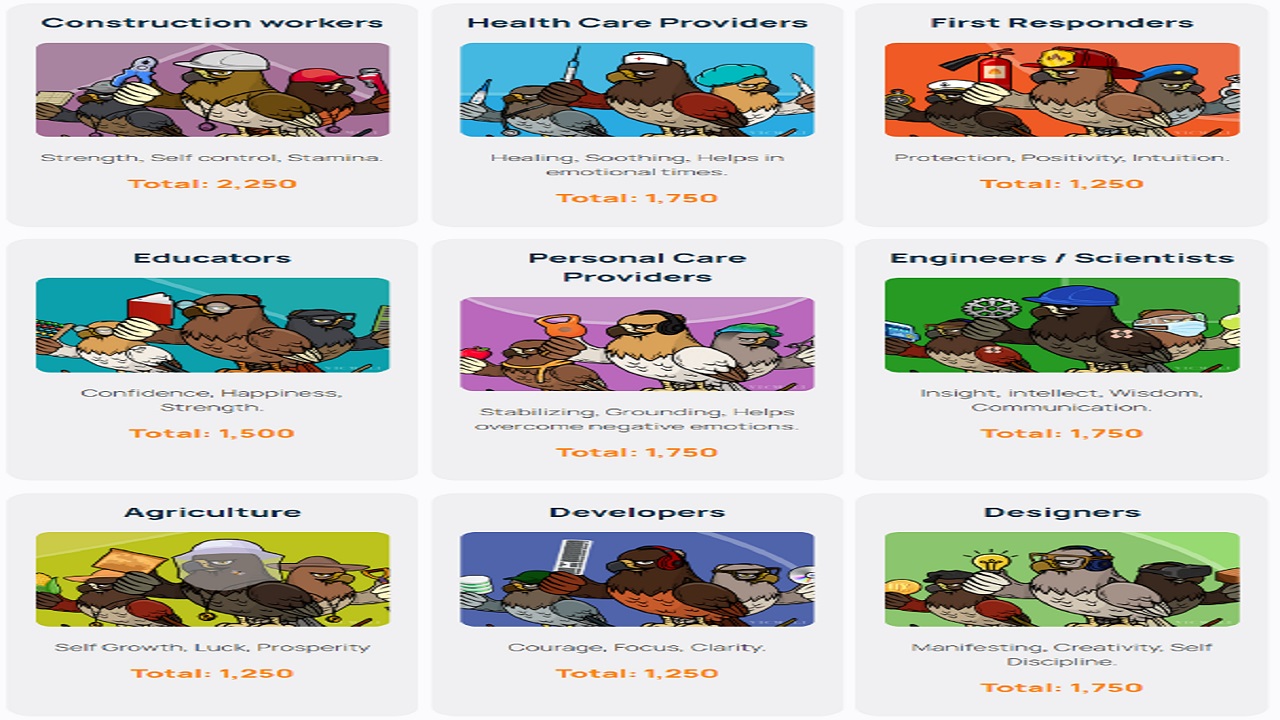 Construction workers
Strength, Self control, Stamina.
Total: 2,250
Health Care Providers
Healing, Soothing, Helps in
emotional times.
Total: 1,750
First Responders
Protection, Positivity, Intuition.
Total: 1,250
Educators
Confidence, Happiness,
Strength.
Total: 1,500
Personal Care
Providers
Stabilizing, Grounding, Helps
overcome negative emotions.
Total: 1,750
Engineers / Scientists
Insight, intellect, Wisdom,
Communication.
Total: 1,750
Agriculture
Self Growth, Luck, Prosperity
Total: 1,250
Developers
Courage, Focus, Clarity.
Total: 1,250
Designers
UX
Manifesting, Creativity, Self
Discipline.
Total: 1,750